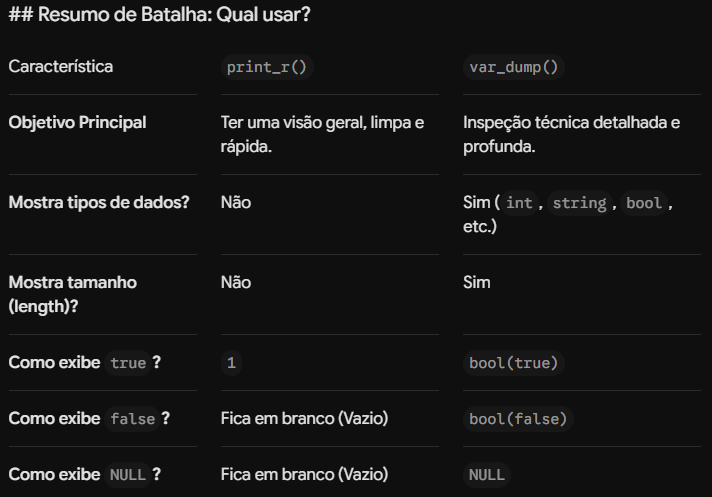 ## Resumo de Batalha: Qual usar?
Característica print_r() var_dump()
Objetivo Principal Ter uma visão geral, limpa e rápida. Inspeção técnica detalhada e profunda.
Mostra tipos de dados? Não Sim ( int , string , bool , etc.)
Mostra tamanho (length)? Não Sim
Como exibe true ? 1 bool(true)
Como exibe false ? Fica em branco (Vazio) bool(false)
Como exibe NULL ? Fica em branco (Vazio) NULL